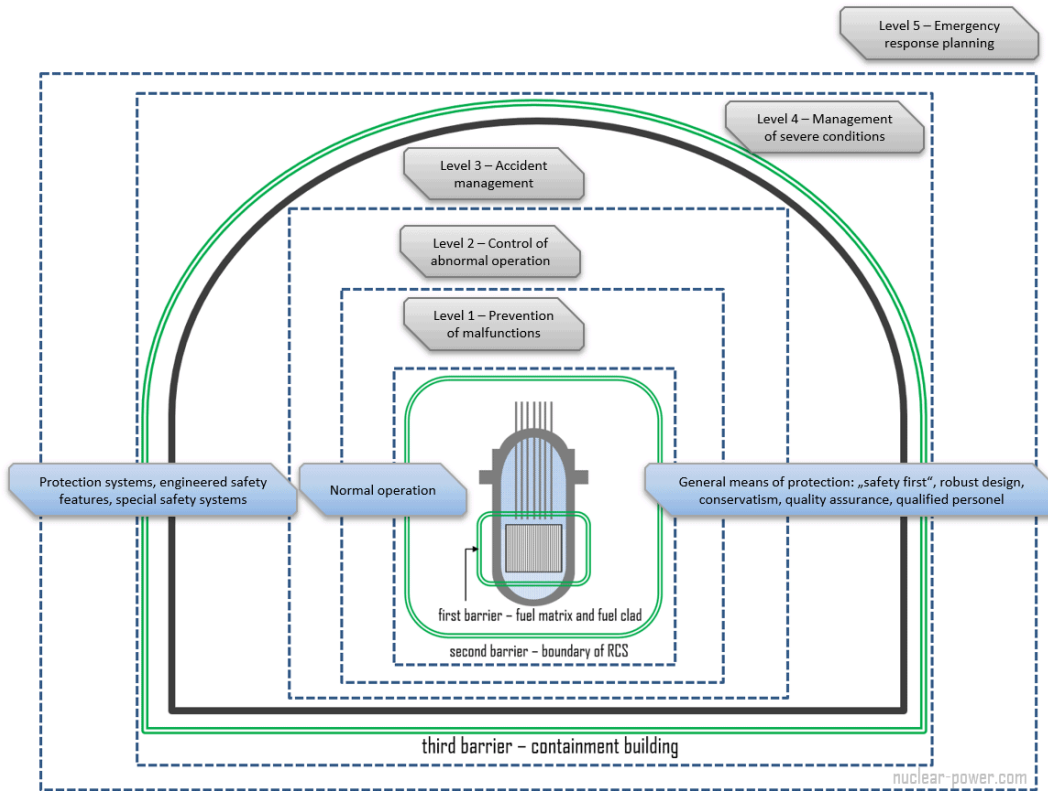 Level 5 – Emergency
response planning
Level 4 – Management
of severe conditions
Level 3 – Accident
management
Level 2 – Control of
abnormal operation
Level 1 – Prevention
of malfunctions
Protection systems, engineered safety
features, special safety systems
Normal operation
General means of protection: „safety first“, robust design,
conservatism, quality assurance, qualified personel
first barrier – fuel matrix and fuel clad
second barrier – boundary of RCS
third barrier – containment building
nuclear-power.com